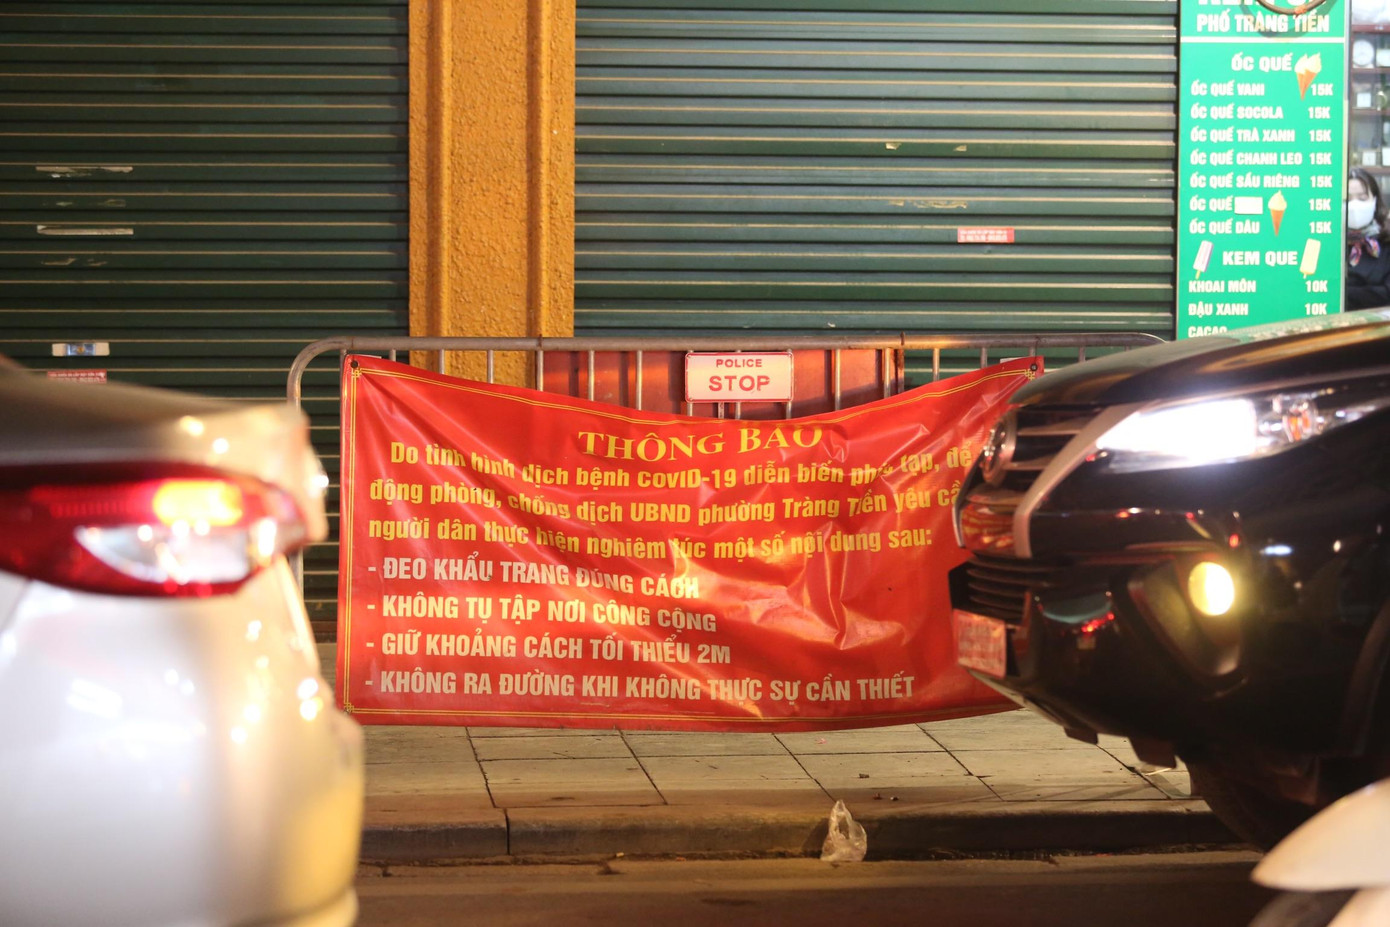 PHỐ TRÀNG TIỀN
ỐC QUẾ
ỐC QUẾ VANI 15K
ỐC QUẾ SOCOLA 15K
ỐC QUẾ TRÀ XANH 15K
ỐC QUẾ CHANH LEO 15K
ỐC QUẾ SẦU RIÊNG 15K
ỐC QUẾ 15K
ỐC QUẾ DÂU 15K
KEM QUE
KHOAI MÔN 10K
ĐẬU XANH 10K
CACAO
POLICE
STOP
THÔNG BÁO
Do tình hình dịch bệnh COVID-19 diễn biến phức tạp, để
động phòng, chống dịch UBND phường Tràng Tiền yêu cầ
người dân thực hiện nghiêm túc một số nội dung sau:
- ĐEO KHẨU TRANG ĐÚNG CÁCH
- KHÔNG TỤ TẬP NƠI CÔNG CỘNG
- GIỮ KHOẢNG CÁCH TỐI THIỂU 2M
- KHÔNG RA ĐƯỜNG KHI KHÔNG THỰC SỰ CẦN THIẾT